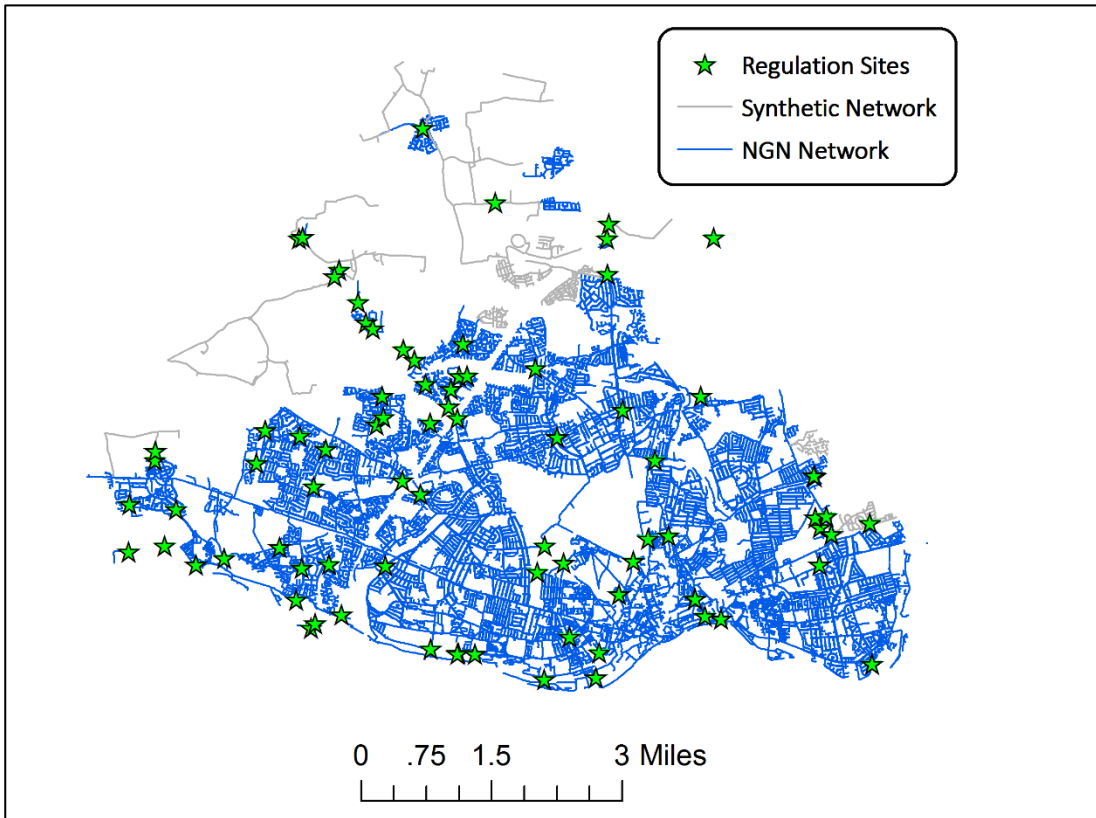 Regulation Sites
Synthetic Network
NGN Network
0 .75 1.5 3 Miles